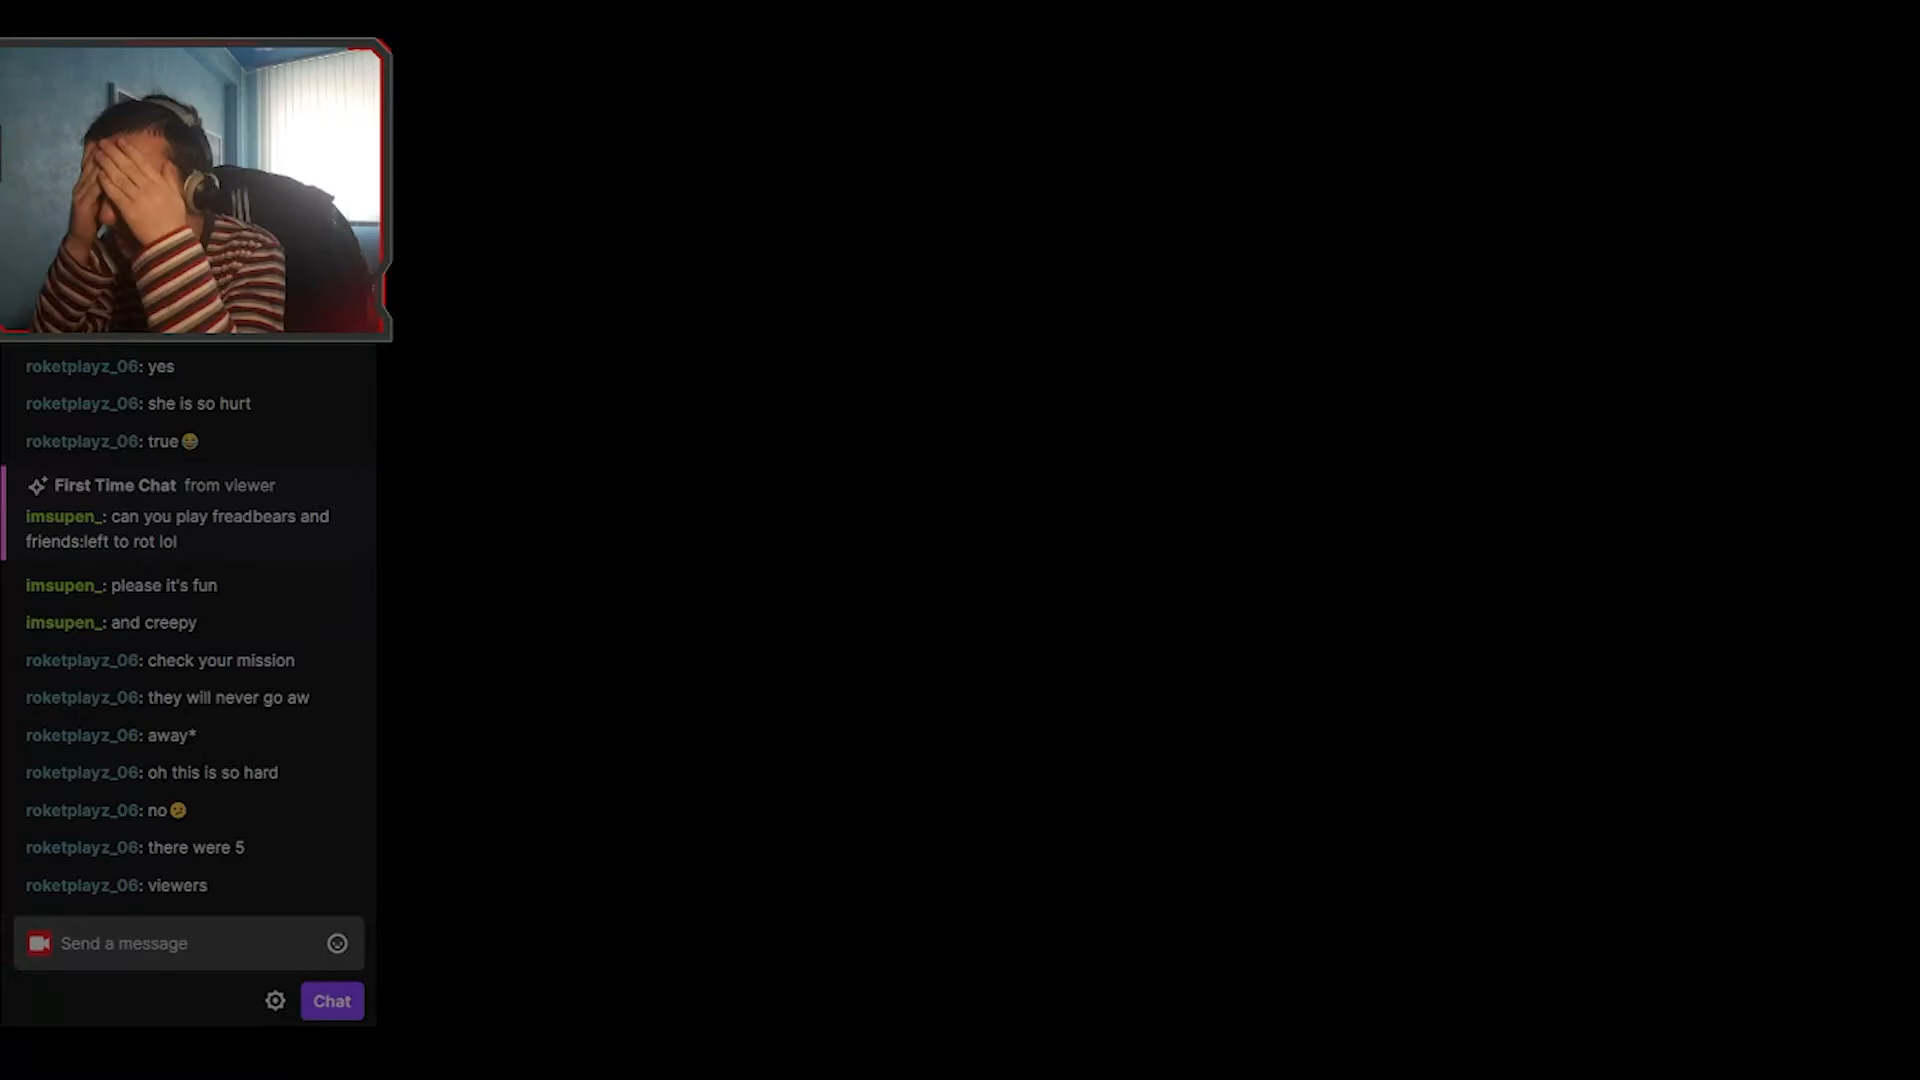 roketplayz_06: yes
roketplayz_06: she is so hurt
roketplayz_06: true😂
First Time Chat from viewer
imsupen_: can you play freadbears and
friends:left to rot lol
imsupen_: please it's fun
imsupen_: and creepy
roketplayz_06: check your mission
roketplayz_06: they will never go aw
roketplayz_06: away*
roketplayz_06: oh this is so hard
roketplayz_06: no🫤
roketplayz_06: there were 5
roketplayz_06: viewers
Send a message
Chat